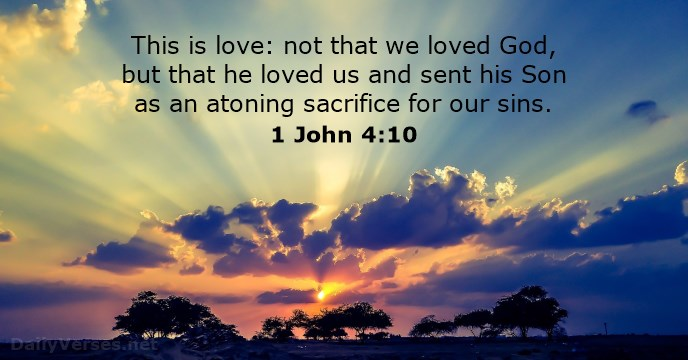 This is love: not that we loved God,
but that he loved us and sent his Son
as an atoning sacrifice for our sins.
1 John 4:10
DailyVerses.net